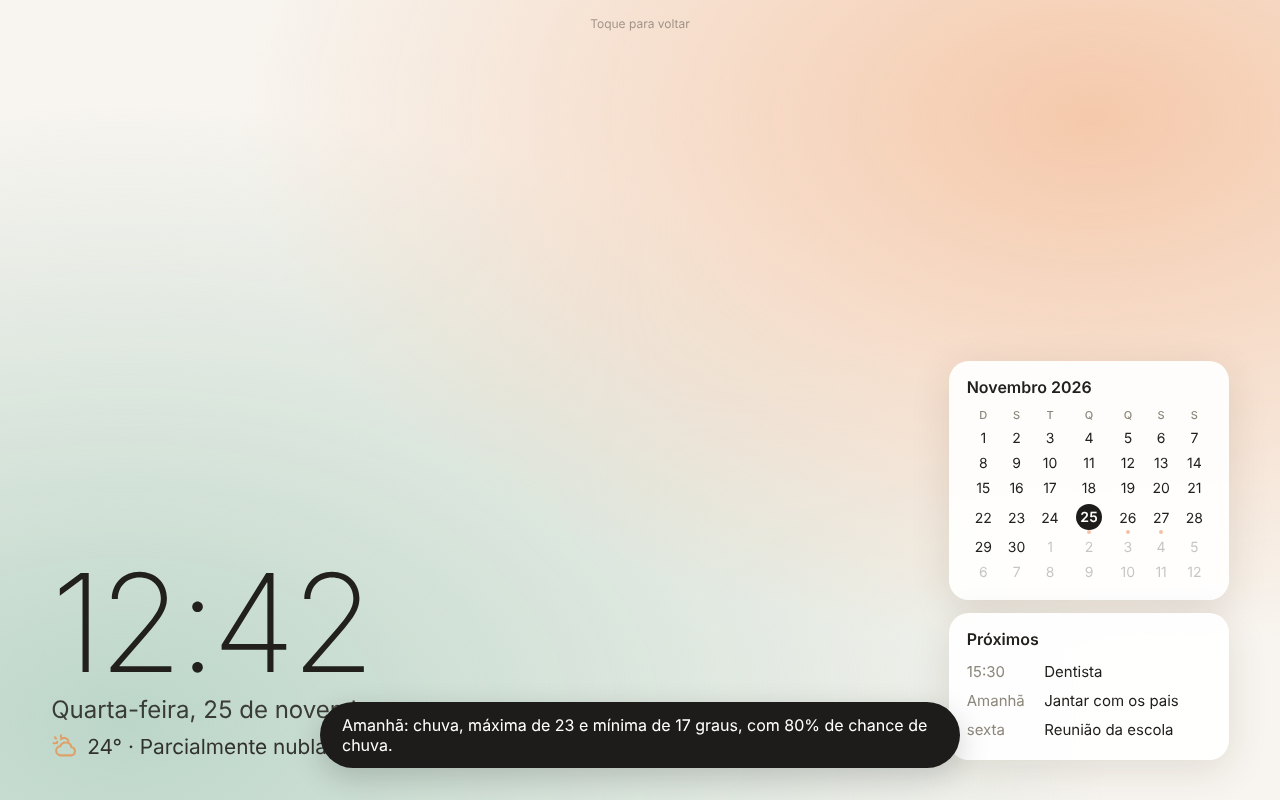 Toque para voltar
12:42
Quarta-feira, 25 de
24° · Parcialmente
Amanhã: chuva, máxima de 23 e mínima de 17 graus, com 80% de chance de
chuva.
Novembro 2026
D S T Q Q S S
1 2 3 4 5 6 7
8 9 10 11 12 13 14
15 16 17 18 19 20 21
22 23 24 25 26 27 28
29 30 1 2 3 4 5
6 7 8 9 10 11 12
Próximos
15:30 Dentista
Amanhã Jantar com os pais
sexta Reunião da escola